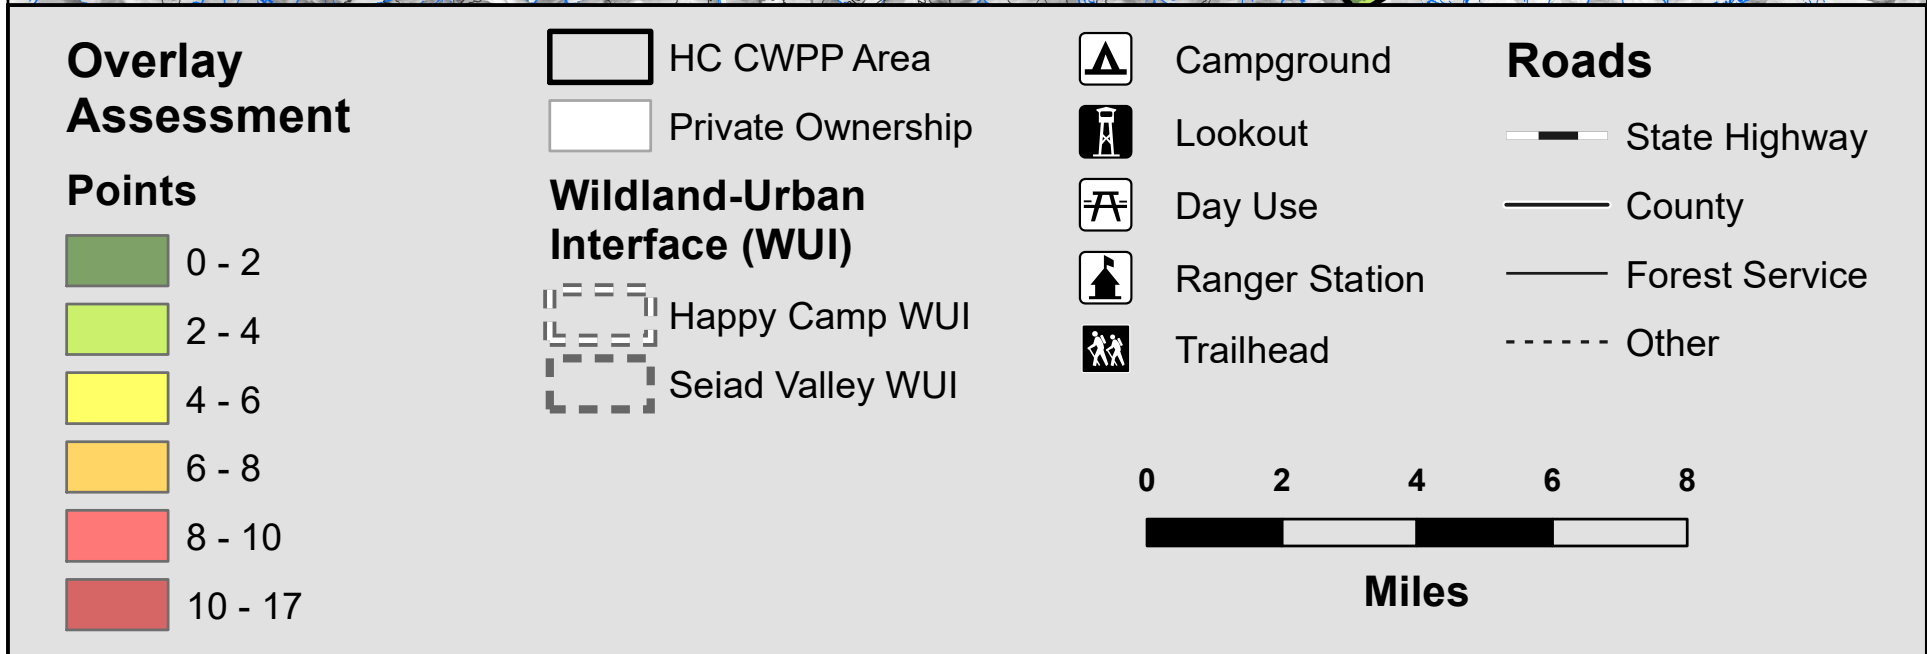 Overlay
Assessment
Points
0 - 2
2 - 4
4 - 6
6 - 8
8 - 10
10 - 17
HC CWPP Area
Private Ownership
Wildland-Urban
Interface (WUI)
Happy Camp WUI
Seiad Valley WUI
Campground
Lookout
Day Use
Ranger Station
Trailhead
Roads
State Highway
County
Forest Service
Other
0 2 4 6 8
Miles